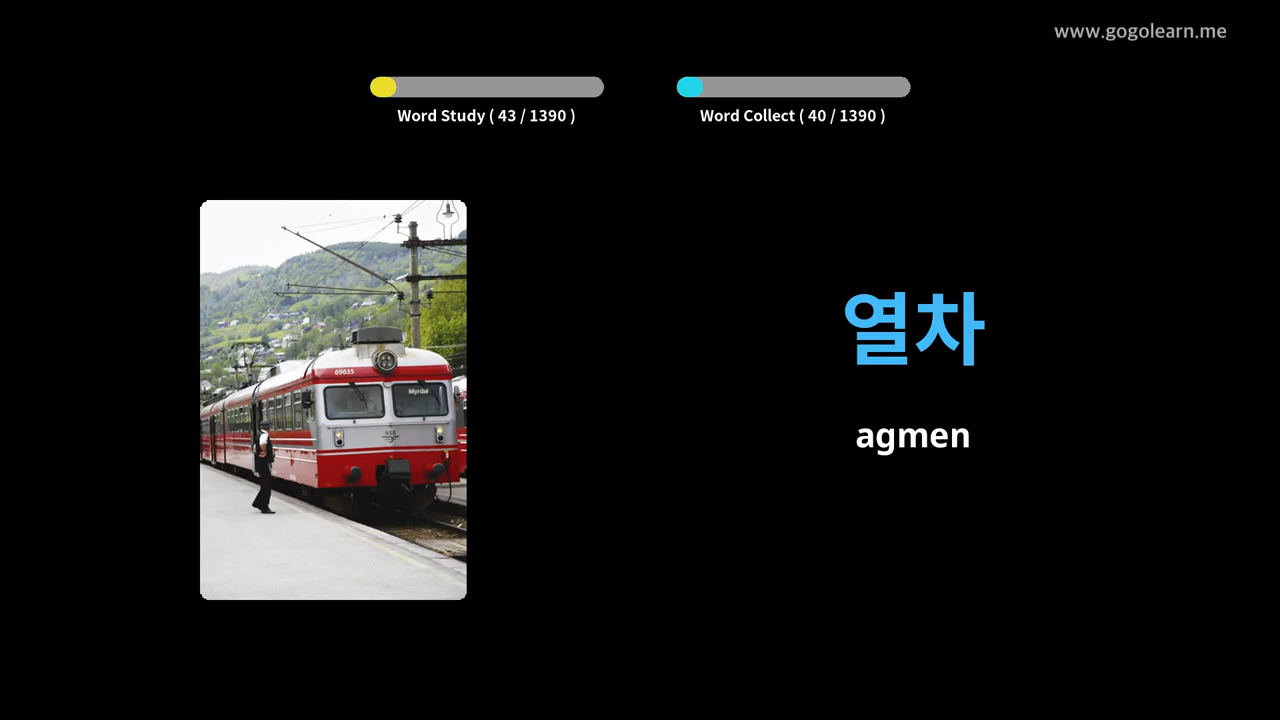 www.gogolearn.me
Word Study ( 43 / 1390 )
Word Collect ( 40 / 1390 )
69635
Myrdal
NSB
열차
agmen